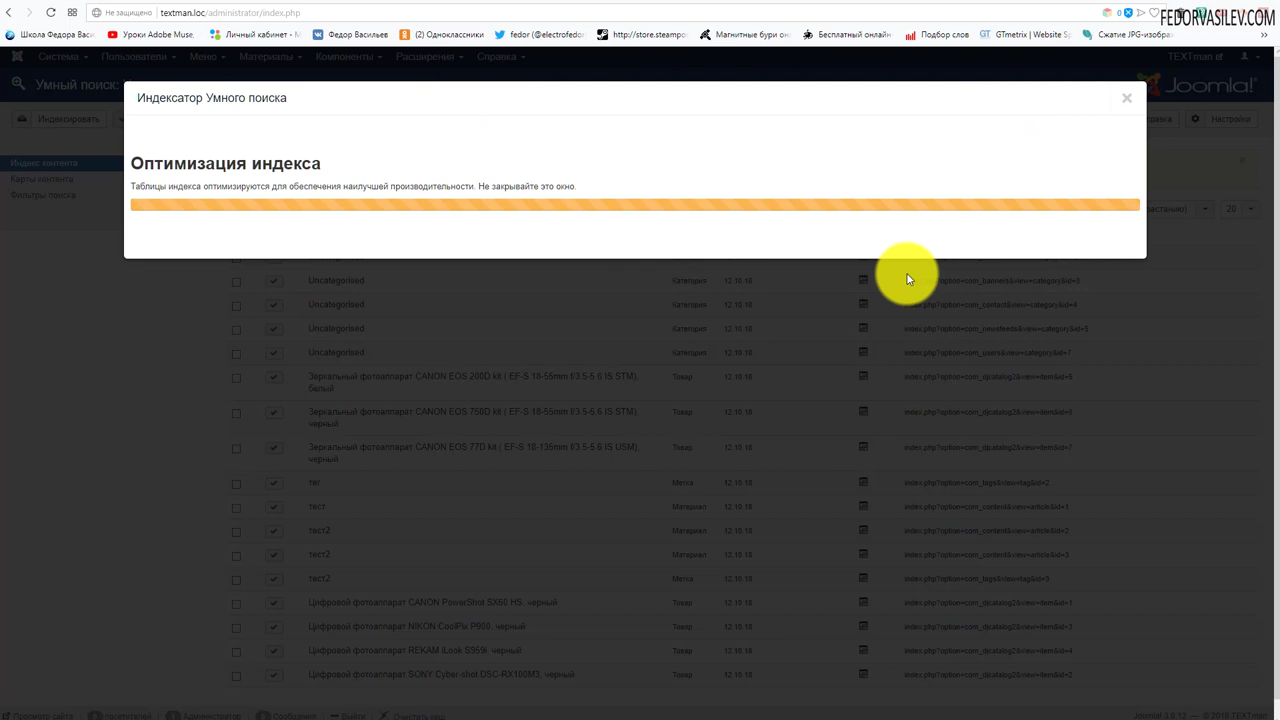 Не защищено textman.loc/administrator/index.php
0
FEDORVASILEV.COM
Школа Федора Васи
Уроки Adobe Muse.
Личный кабинет - М
Федор Васильев
(2) Одноклассники
fedor (@electrofedo
http://store.steampo
Магнитные бури он
Бесплатный онлайн
Подбор слов
GTmetrix | Website Sp
Сжатие JPG-изобра
»
Система Пользователи Меню Материалы Компоненты Расширения Справка
TEXTman
Умный поиск:
Joomla!
Индексировать
Настройки
Индексатор Умного поиска
×
Оптимизация индекса
Таблицы индекса оптимизируются для обеспечения наилучшей производительности. Не закрывайте это окно.
Индекс контента
Карты контента
Фильтры поиска
20
Uncategorised Категория 12.10.18
Uncategorised Категория 12.10.18 index.php?option=com_contact&view=category&id=4
Uncategorised Категория 12.10.18 index.php?option=com_newsfeeds&view=category&id=5
Uncategorised Категория 12.10.18 index.php?option=com_users&view=category&id=7
Зеркальный фотоаппарат CANON EOS 200D kit ( EF-S 18-55mm f/3.5-5.6 IS STM), Товар 12.10.18 index.php?option=com_djcatalog2&view=item&id=5
белый
Зеркальный фотоаппарат CANON EOS 750D kit ( EF-S 18-55mm f/3.5-5.6 IS STM), Товар 12.10.18 index.php?option=com_djcatalog2&view=item&id=6
черный
Зеркальный фотоаппарат CANON EOS 77D kit ( EF-S 18-135mm f/3.5-5.6 IS USM), Товар 12.10.18 index.php?option=com_djcatalog2&view=item&id=7
черный
тег Метка 12.10.18 index.php?option=com_tags&view=tag&id=2
тест Материал 12.10.18 index.php?option=com_content&view=article&id=1
тест2 Материал 12.10.18 index.php?option=com_content&view=article&id=2
тест2 Материал 12.10.18 index.php?option=com_content&view=article&id=3
тест2 Метка 12.10.18 index.php?option=com_tags&view=tag&id=3
Цифровой фотоаппарат CANON PowerShot SX60 HS, черный Товар 12.10.18 index.php?option=com_djcatalog2&view=item&id=1
Цифровой фотоаппарат NIKON CoolPix P900, черный Товар 12.10.18 index.php?option=com_djcatalog2&view=item&id=3
Цифровой фотоаппарат REKAM iLook S959i, черный Товар 12.10.18 index.php?option=com_djcatalog2&view=item&id=4
Цифровой фотоаппарат SONY Cyber-shot DSC-RX100M3, черный Товар 12.10.18 index.php?option=com_djcatalog2&view=item&id=2
Просмотр сайта Посетителей Администратор Сообщения Выйти Очистить кэш
Joomla! 3.8.12 — © 2018 TEXTman